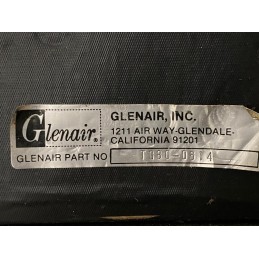 Glenair®
GLENAIR, INC.
1211 AIR WAY-GLENDALE-
CALIFORNIA 91201
GLENAIR PART NO